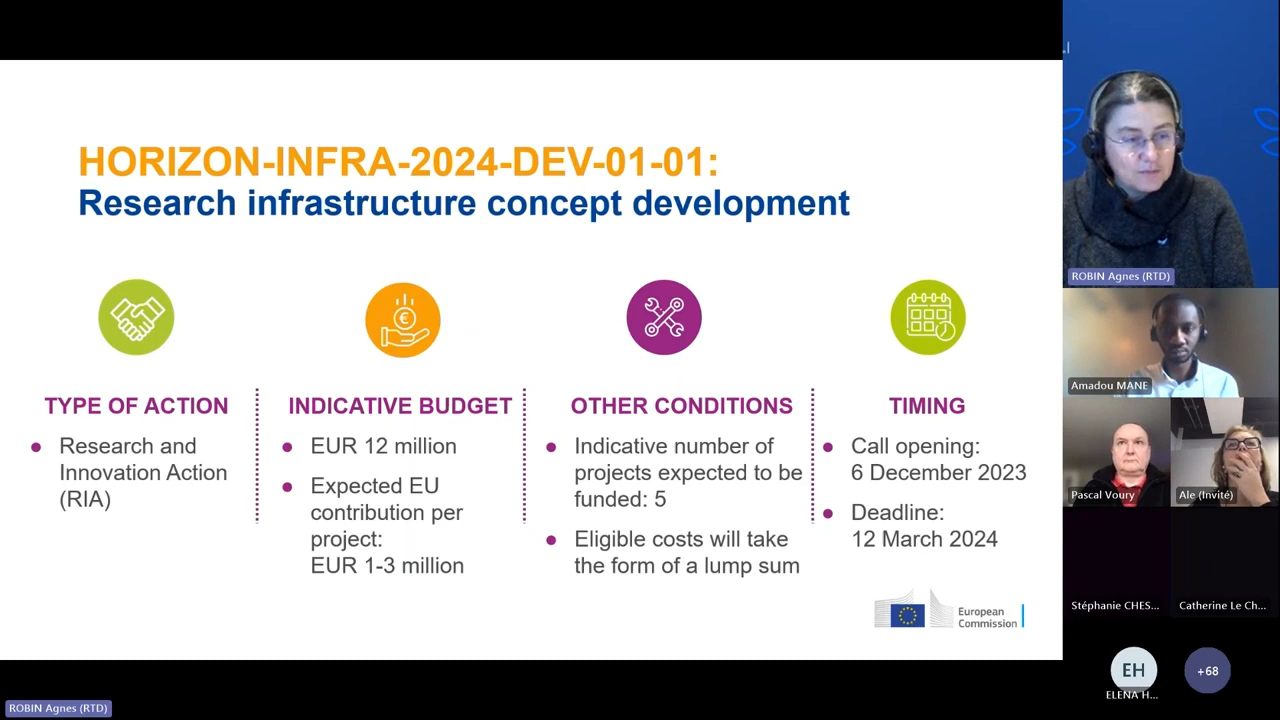 HORIZON-INFRA-2024-DEV-01-01:
Research infrastructure concept development
TYPE OF ACTION
● Research and
Innovation Action
(RIA)
INDICATIVE BUDGET
● EUR 12 million
● Expected EU
contribution per
project:
EUR 1-3 million
OTHER CONDITIONS
● Indicative number of
projects expected to be
funded: 5
● Eligible costs will take
the form of a lump sum
TIMING
● Call opening:
6 December 2023
● Deadline:
12 March 2024
European
Commission
ROBIN Agnes (RTD)
ROBIN Agnes (RTD)
Amadou MANE
Pascal Voury
Ale (Invité)
Stéphanie CHES...
Catherine Le Ch...
EH
ELENA H...
+68